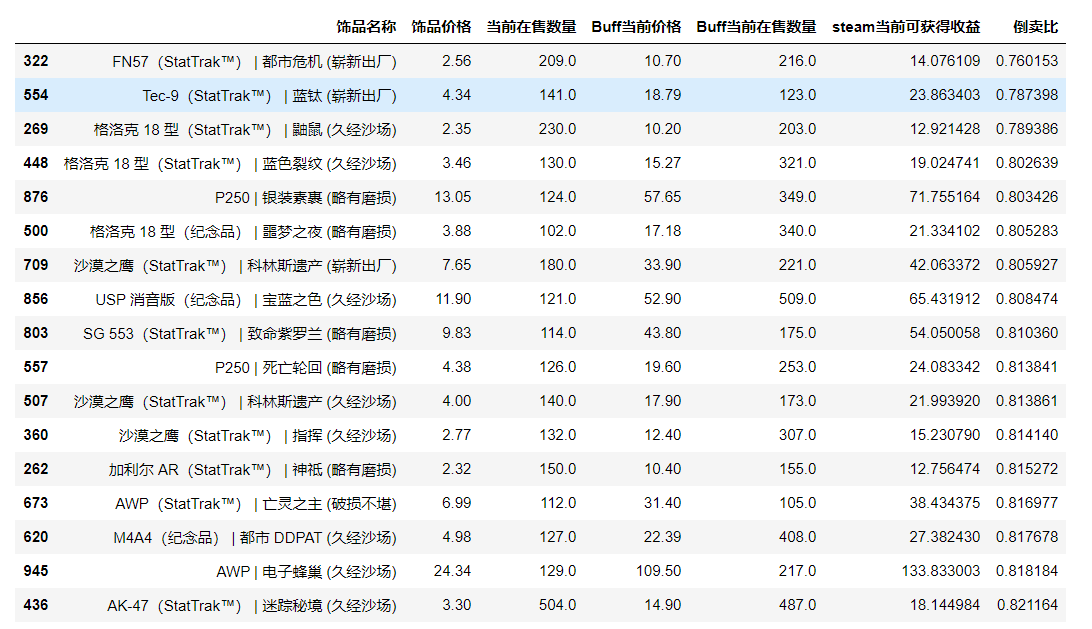 饰品名称 饰品价格 当前在售数量 Buff当前价格 Buff当前在售数量 steam当前可获得收益 倒卖比
322 FN57（StatTrak™） | 都市危机 (崭新出厂) 2.56 209.0 10.70 216.0 14.076109 0.760153
554 Tec-9（StatTrak™） | 蓝钛 (崭新出厂) 4.34 141.0 18.79 123.0 23.863403 0.787398
269 格洛克 18 型（StatTrak™） | 鼬鼠 (久经沙场) 2.35 230.0 10.20 203.0 12.921428 0.789386
448 格洛克 18 型（StatTrak™） | 蓝色裂纹 (久经沙场) 3.46 130.0 15.27 321.0 19.024741 0.802639
876 P250 | 银装素裹 (略有磨损) 13.05 124.0 57.65 349.0 71.755164 0.803426
500 格洛克 18 型（纪念品） | 噩梦之夜 (略有磨损) 3.88 102.0 17.18 340.0 21.334102 0.805283
709 沙漠之鹰（StatTrak™） | 科林斯遗产 (崭新出厂) 7.65 180.0 33.90 221.0 42.063372 0.805927
856 USP 消音版（纪念品） | 宝蓝之色 (久经沙场) 11.90 121.0 52.90 509.0 65.431912 0.808474
803 SG 553（StatTrak™） | 致命紫罗兰 (略有磨损) 9.83 114.0 43.80 175.0 54.050058 0.810360
557 P250 | 死亡轮回 (略有磨损) 4.38 126.0 19.60 253.0 24.083342 0.813841
507 沙漠之鹰（StatTrak™） | 科林斯遗产 (久经沙场) 4.00 140.0 17.90 173.0 21.993920 0.813861
360 沙漠之鹰（StatTrak™） | 指挥 (久经沙场) 2.77 132.0 12.40 307.0 15.230790 0.814140
262 加利尔 AR（StatTrak™） | 神祗 (略有磨损) 2.32 150.0 10.40 155.0 12.756474 0.815272
673 AWP（StatTrak™） | 亡灵之主 (破损不堪) 6.99 112.0 31.40 105.0 38.434375 0.816977
620 M4A4（纪念品） | 都市 DDPAT (久经沙场) 4.98 127.0 22.39 408.0 27.382430 0.817678
945 AWP | 电子蜂巢 (久经沙场) 24.34 129.0 109.50 217.0 133.833003 0.818184
436 AK-47（StatTrak™） | 迷踪秘境 (久经沙场) 3.30 504.0 14.90 487.0 18.144984 0.821164